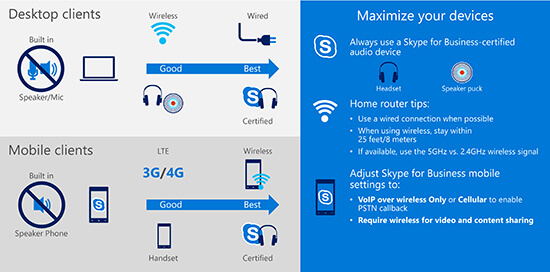 Desktop clients
Wireless
Wired
Built in
Speaker/Mic
Good
Best
Certified
Mobile clients
LTE
Wireless
Built in
3G/4G
Good
Best
Speaker Phone
Handset
Certified
Maximize your devices
Always use a Skype for Business-certified
audio device
Headset
Speaker puck
Home router tips:
• Use a wired connection when possible
• When using wireless, stay within
25 feet/8 meters
• If available, use the 5GHz vs. 2.4GHz wireless signal
Adjust Skype for Business mobile
settings to:
• VoIP over wireless Only or Cellular to enable
PSTN callback
• Require wireless for video and content sharing